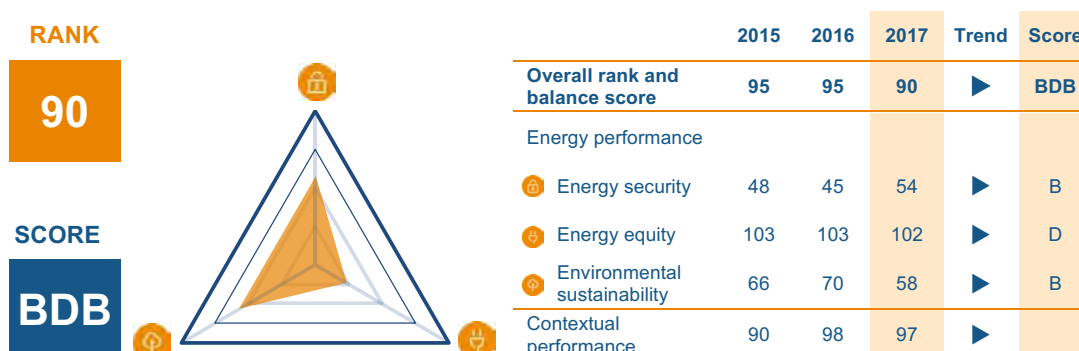 RANK
90
SCORE
BDB
2015 2016 2017 Trend Score
Overall rank and
balance score 95 95 90 BDB
Energy performance
Energy security 48 45 54 B
Energy equity 103 103 102 D
Environmental
sustainability 66 70 58 B
Contextual
performance 90 98 97